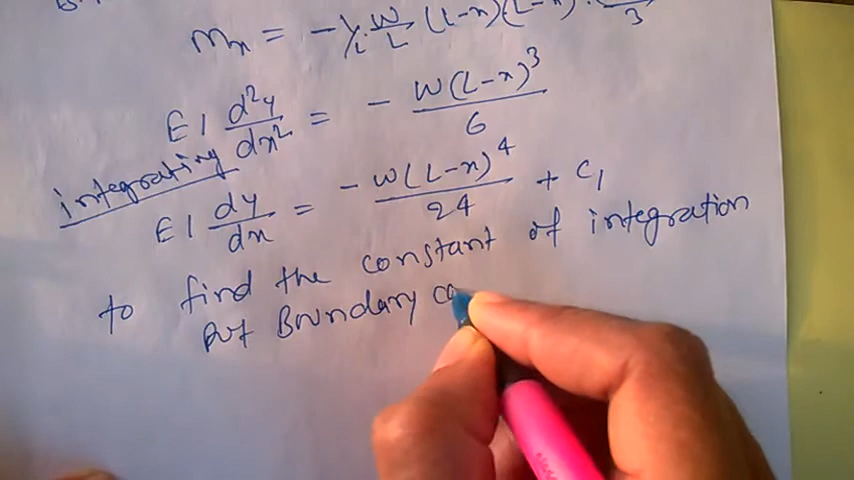 Mx = - 1/2 W/L (L-x)(L-x) . 3
EI d²y/dx² = - W(L-x)³/6
integrating
EI dy/dx = - W(L-x)⁴/24 + C₁
to find the constant of integration
put Boundary co